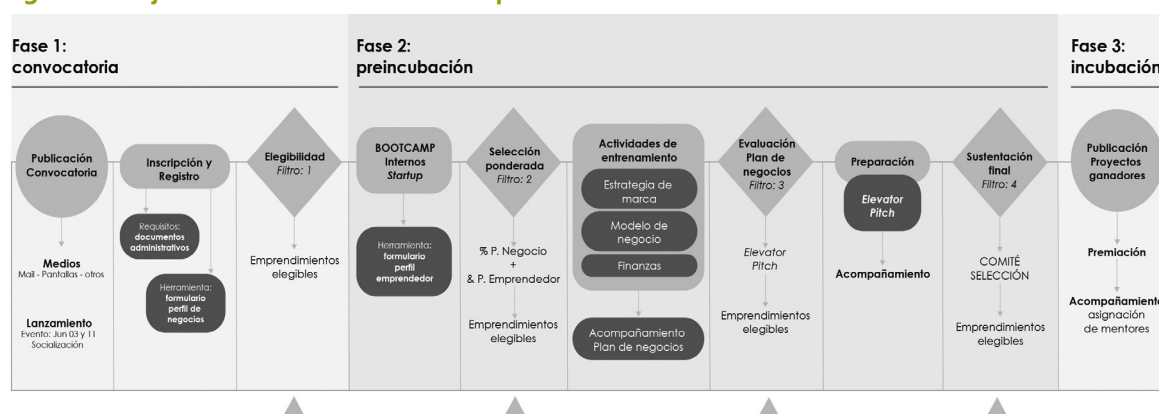 Fase 1:
convocatoria
Publicación
Convocatoria
Medios
Mail - Pantallas - otros
Lanzamiento
Evento: Jun 03 y 11
Socialización
Inscripción y
Registro
Requisitos:
documentos
administrativos
Herramienta:
formulario
perfil de
negocios
Elegibilidad
Filtro: 1
Emprendimientos
elegibles
Fase 2:
preincubación
BOOTCAMP
Internos
Startup
Herramienta:
formulario
perfil
emprendedor
Selección
ponderada
Filtro: 2
% P. Negocio
+
& P. Emprendedor
Emprendimientos
elegibles
Actividades de
entrenamiento
Estrategia de
marca
Modelo de
negocio
Finanzas
Acompañamiento
Plan de negocios
Evaluación
Plan de
negocios
Filtro: 3
Elevator
Pitch
Emprendimientos
elegibles
Preparación
Elevator
Pitch
Acompañamiento
Sustentación
final
Filtro: 4
COMITÉ
SELECCIÓN
Emprendimientos
elegibles
Fase 3:
incubación
Publicación
Proyectos
ganadores
Premiación
Acompañamiento
asignación
de mentores